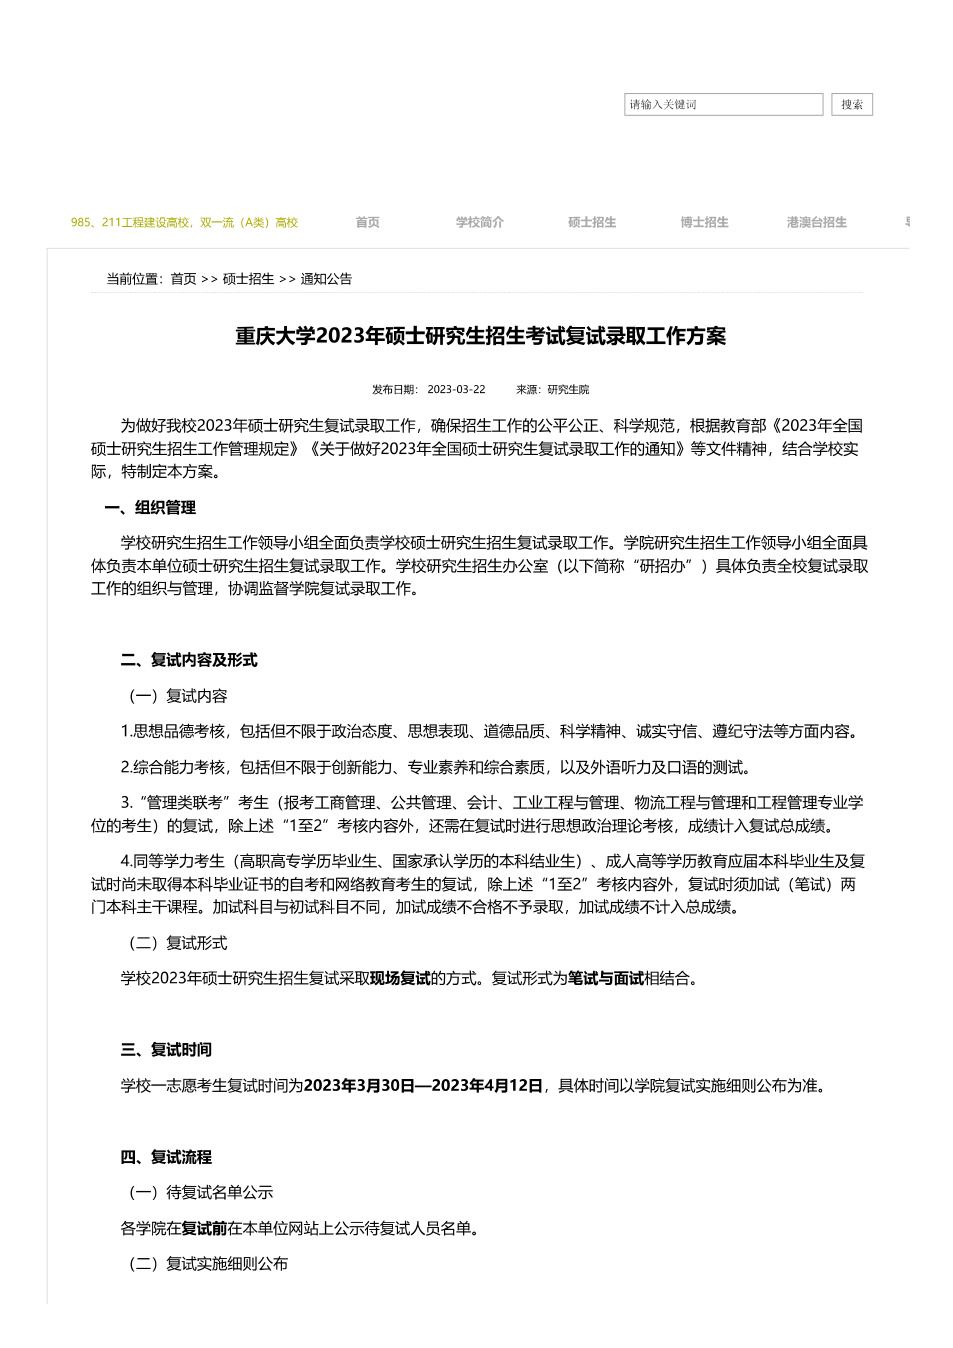 请输入关键词 搜索
985、211工程建设高校，双一流（A类）高校 首页 学校简介 硕士招生 博士招生 港澳台招生
当前位置：首页 >> 硕士招生 >> 通知公告
重庆大学2023年硕士研究生招生考试复试录取工作方案
发布日期： 2023-03-22 来源：研究生院
为做好我校2023年硕士研究生复试录取工作，确保招生工作的公平公正、科学规范，根据教育部《2023年全国
硕士研究生招生工作管理规定》《关于做好2023年全国硕士研究生复试录取工作的通知》等文件精神，结合学校实
际，特制定本方案。
一、组织管理
学校研究生招生工作领导小组全面负责学校硕士研究生招生复试录取工作。学院研究生招生工作领导小组全面具
体负责本单位硕士研究生招生复试录取工作。学校研究生招生办公室（以下简称“研招办”）具体负责全校复试录取
工作的组织与管理，协调监督学院复试录取工作。
二、复试内容及形式
（一）复试内容
1.思想品德考核，包括但不限于政治态度、思想表现、道德品质、科学精神、诚实守信、遵纪守法等方面内容。
2.综合能力考核，包括但不限于创新能力、专业素养和综合素质，以及外语听力及口语的测试。
3.“管理类联考”考生（报考工商管理、公共管理、会计、工业工程与管理、物流工程与管理和工程管理专业学
位的考生）的复试，除上述“1至2”考核内容外，还需在复试时进行思想政治理论考核，成绩计入复试总成绩。
4.同等学力考生（高职高专学历毕业生、国家承认学历的本科结业生）、成人高等学历教育应届本科毕业生及复
试时尚未取得本科毕业证书的自考和网络教育考生的复试，除上述“1至2”考核内容外，复试时须加试（笔试）两
门本科主干课程。加试科目与初试科目不同，加试成绩不合格不予录取，加试成绩不计入总成绩。
（二）复试形式
学校2023年硕士研究生招生复试采取现场复试的方式。复试形式为笔试与面试相结合。
三、复试时间
学校一志愿考生复试时间为2023年3月30日—2023年4月12日，具体时间以学院复试实施细则公布为准。
四、复试流程
（一）待复试名单公示
各学院在复试前在本单位网站上公示待复试人员名单。
（二）复试实施细则公布